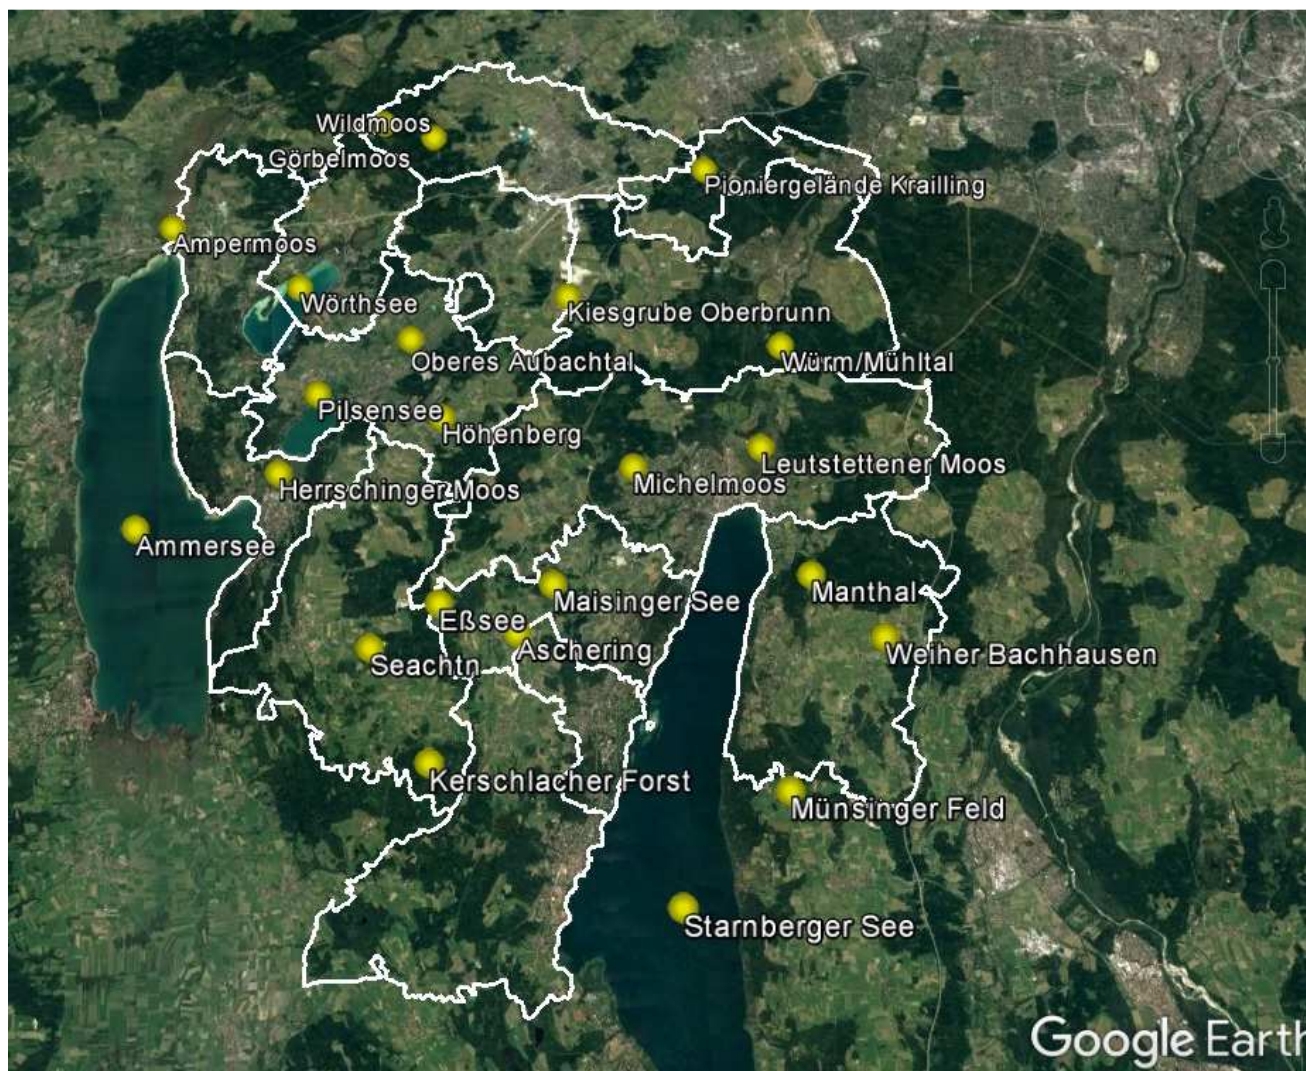 Wildmoos
Görbelmoos
Pioniergelände Krailling
Ampermoos
Wörthsee
Kiesgrube Oberbrunn
Oberes Aubachtal
Würm/Mühltal
Pilsensee
Höhenberg
Leutstettener Moos
Michelmoos
Herrschinger Moos
Ammersee
Manthal
Maisinger See
Eßsee
Aschering
Weiher Bachhausen
Seachtn
Kerschlacher Forst
Münsinger Feld
Starnberger See
Google Earth